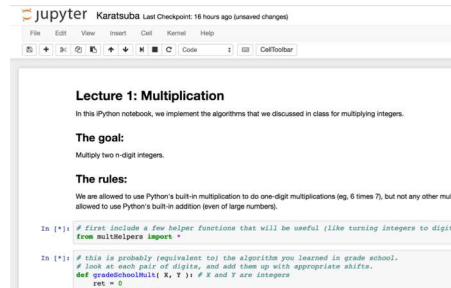 jupyter Karatsuba Last Checkpoint: 16 hours ago (unsaved changes)
File Edit View Insert Cell Kernel Help
Code CellToolbar
Lecture 1: Multiplication
In this iPython notebook, we implement the algorithms that we discussed in class for multiplying integers.
The goal:
Multiply two n-digit integers.
The rules:
We are allowed to use Python's built-in multiplication to do one-digit multiplications (eg, 6 times 7), but not any other mul
allowed to use Python's built-in addition (even of large numbers).
In [*]: # first include a few helper functions that will be useful (like turning integers to digit
from multHelpers import *
In [*]: # this is probably (equivalent to) the algorithm you learned in grade school.
# look at each pair of digits, and add them up with appropriate shifts.
def gradeSchoolMult( X, Y ): # X and Y are integers
ret = 0